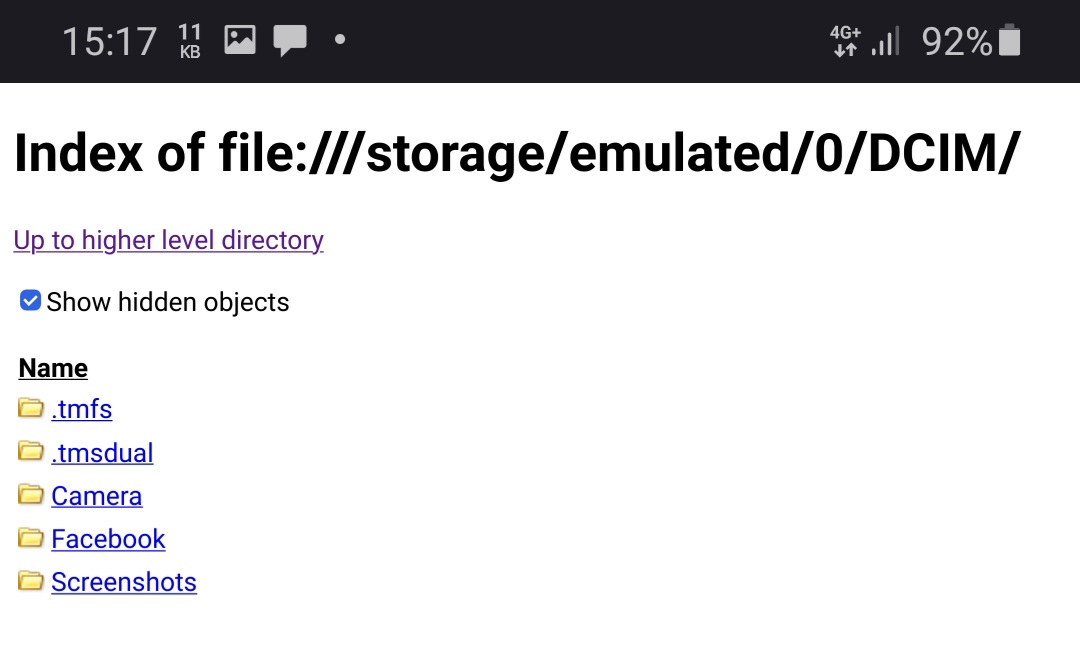 15:17 11 KB 4G+ 92%
Index of file:///storage/emulated/0/DCIM/
Up to higher level directory
Show hidden objects
Name
.tmfs
.tmsdual
Camera
Facebook
Screenshots